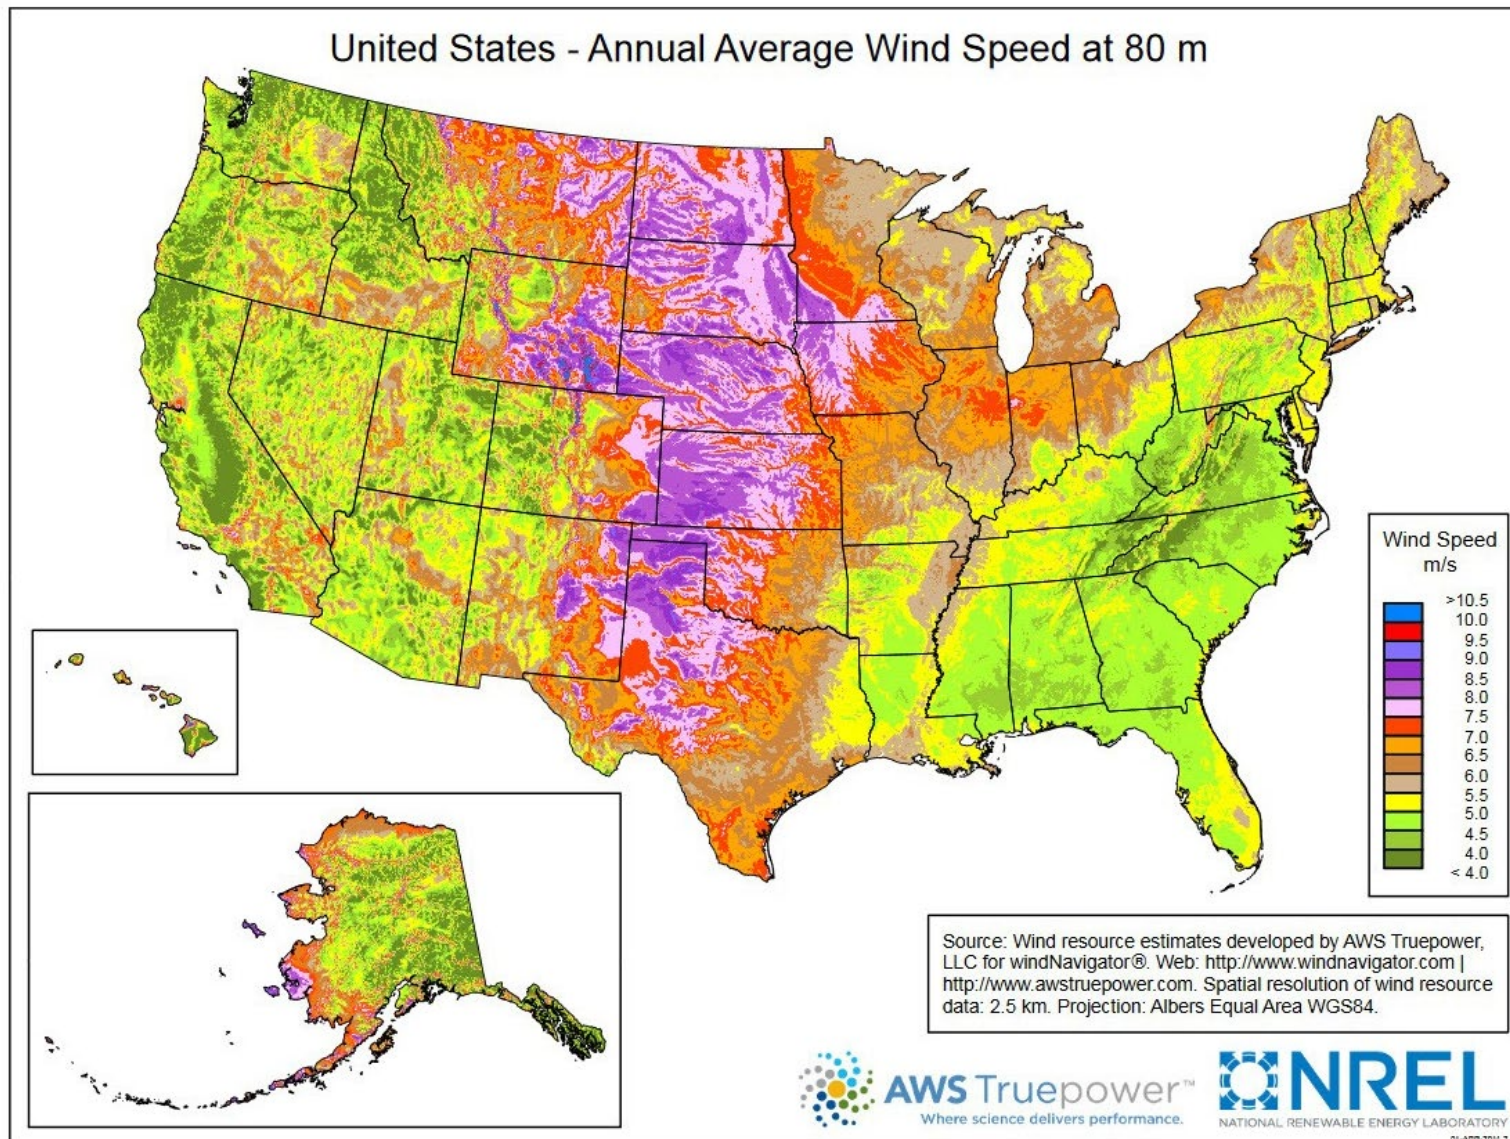 United States - Annual Average Wind Speed at 80 m
Wind Speed
m/s
>10.5
10.0
9.5
9.0
8.5
8.0
7.5
7.0
6.5
6.0
5.5
5.0
4.5
4.0
< 4.0
Source: Wind resource estimates developed by AWS Truepower,
LLC for windNavigator®. Web: http://www.windnavigator.com |
http://www.awstruepower.com. Spatial resolution of wind resource
data: 2.5 km. Projection: Albers Equal Area WGS84.
AWS Truepower™
Where science delivers performance.
NREL
NATIONAL RENEWABLE ENERGY LABORATORY